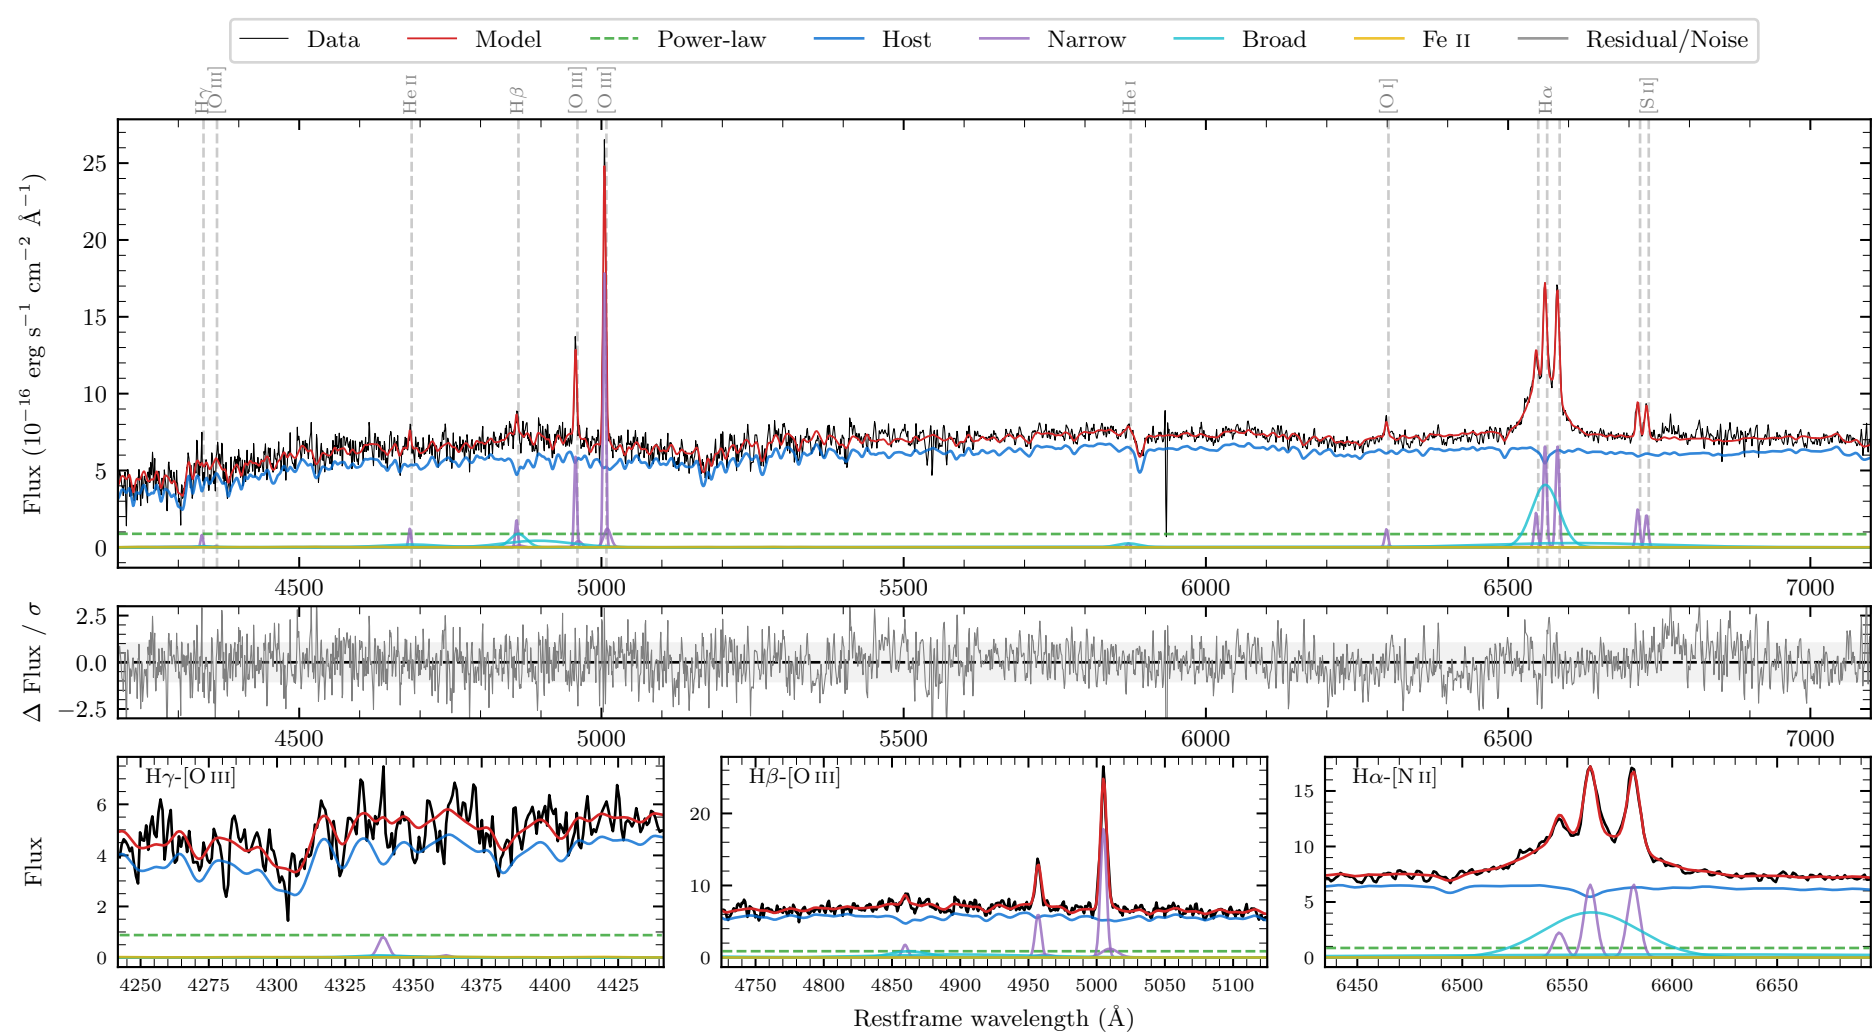 Data Model Power-law Host Narrow Broad Fe II Residual/Noise
Hγ [O III] He II Hβ [O III] [O III] He I [O I] Hα [S II]
Flux (10⁻¹⁶ erg s⁻¹ cm⁻² Å⁻¹)
25
20
15
10
5
0
4500 5000 5500 6000 6500 7000
Δ Flux / σ
2.5
0.0
−2.5
4500 5000 5500 6000 6500 7000
Flux
Hγ-[O III]
6
4
2
0
4250 4275 4300 4325 4350 4375 4400 4425
Hβ-[O III]
20
10
0
4750 4800 4850 4900 4950 5000 5050 5100
Hα-[N II]
15
10
5
0
6450 6500 6550 6600 6650
Restframe wavelength (Å)